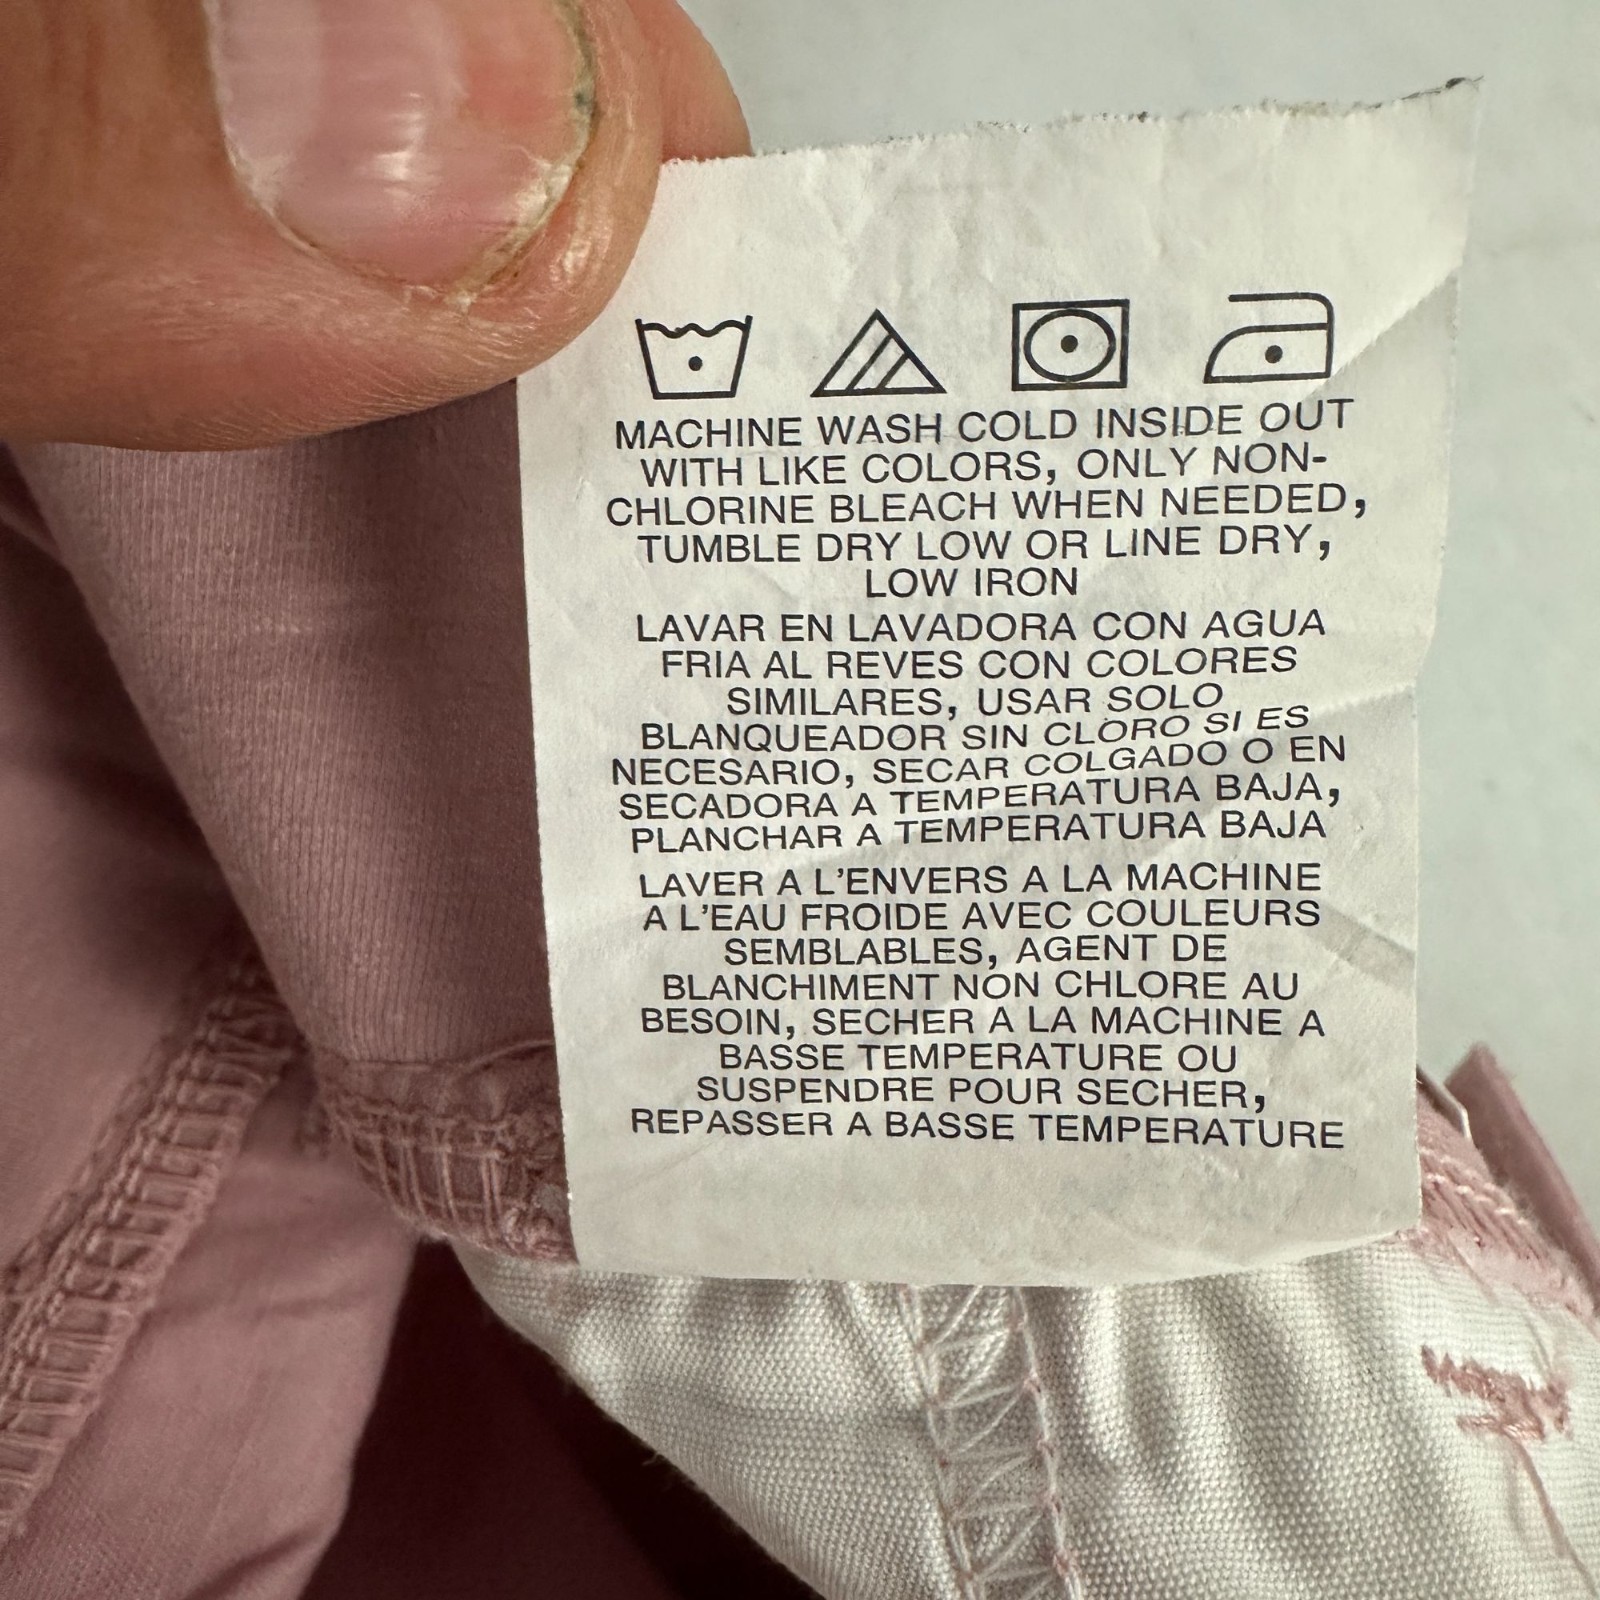 MACHINE WASH COLD INSIDE OUT
WITH LIKE COLORS, ONLY NON-
CHLORINE BLEACH WHEN NEEDED,
TUMBLE DRY LOW OR LINE DRY,
LOW IRON
LAVAR EN LAVADORA CON AGUA
FRIA AL REVES CON COLORES
SIMILARES, USAR SOLO
BLANQUEADOR SIN CLORO SI ES
NECESARIO, SECAR COLGADO O EN
SECADORA A TEMPERATURA BAJA,
PLANCHAR A TEMPERATURA BAJA
LAVER A L'ENVERS A LA MACHINE
A L'EAU FROIDE AVEC COULEURS
SEMBLABLES, AGENT DE
BLANCHIMENT NON CHLORE AU
BESOIN, SECHER A LA MACHINE A
BASSE TEMPERATURE OU
SUSPENDRE POUR SECHER,
REPASSER A BASSE TEMPERATURE